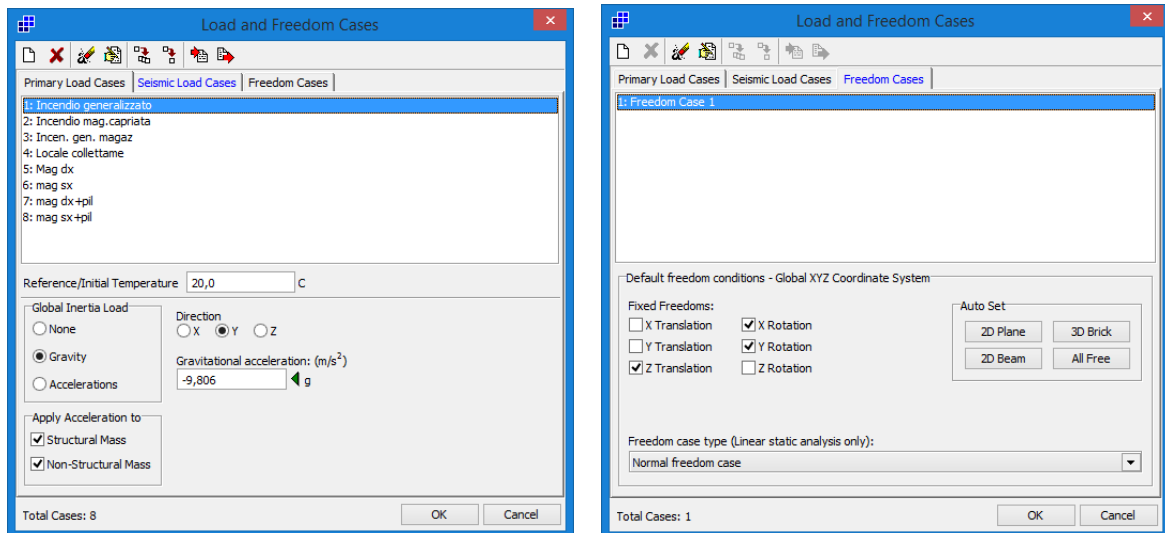 Load and Freedom Cases
Primary Load Cases Seismic Load Cases Freedom Cases
1: Incendio generalizzato
2: Incendio mag.capriata
3: Incen. gen. magaz
4: Locale collettame
5: Mag dx
6: mag sx
7: mag dx+pil
8: mag sx+pil
Reference/Initial Temperature 20,0 C
Global Inertia Load
None
Gravity
Accelerations
Direction
X Y Z
Gravitational acceleration: (m/s²)
-9,806 g
Apply Acceleration to
Structural Mass
Non-Structural Mass
Total Cases: 8 OK Cancel
Load and Freedom Cases
Primary Load Cases Seismic Load Cases Freedom Cases
1: Freedom Case 1
Default freedom conditions - Global XYZ Coordinate System
Fixed Freedoms:
X Translation X Rotation
Y Translation Y Rotation
Z Translation Z Rotation
Auto Set
2D Plane 3D Brick
2D Beam All Free
Freedom case type (Linear static analysis only):
Normal freedom case
Total Cases: 1 OK Cancel